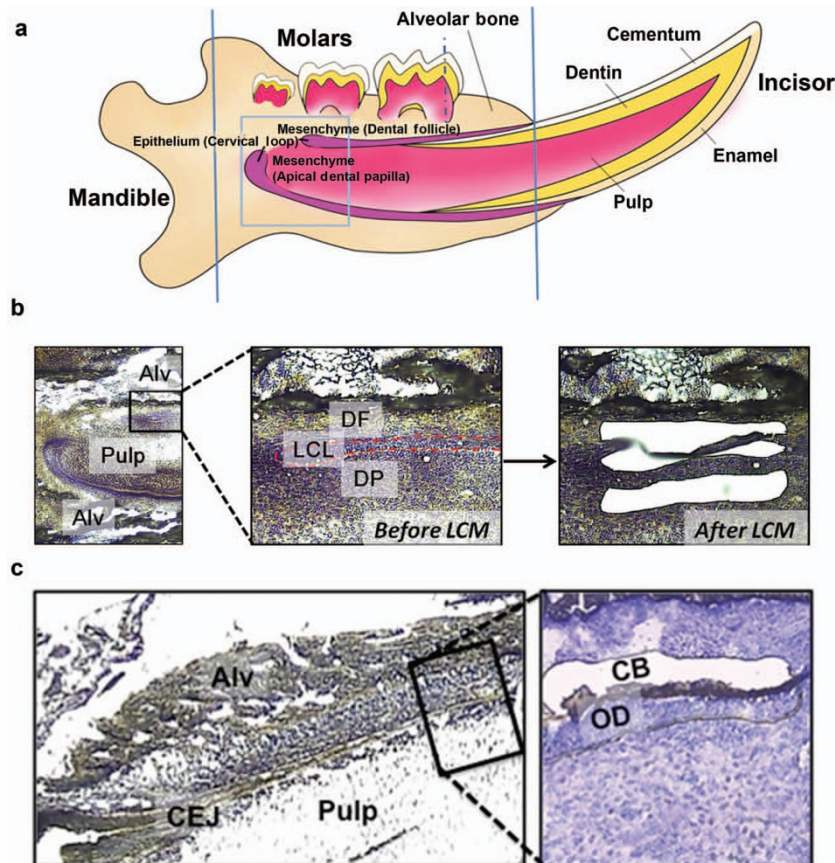 a
Molars
Alveolar bone
Cementum
Dentin
Incisor
Mesenchyme (Dental follicle)
Epithelium (Cervical loop)
Mesenchyme
(Apical dental papilla)
Enamel
Mandible
Pulp
b
Alv
Pulp
Alv
DF
LCL
DP
Before LCM
After LCM
c
Alv
CEJ
Pulp
CB
OD